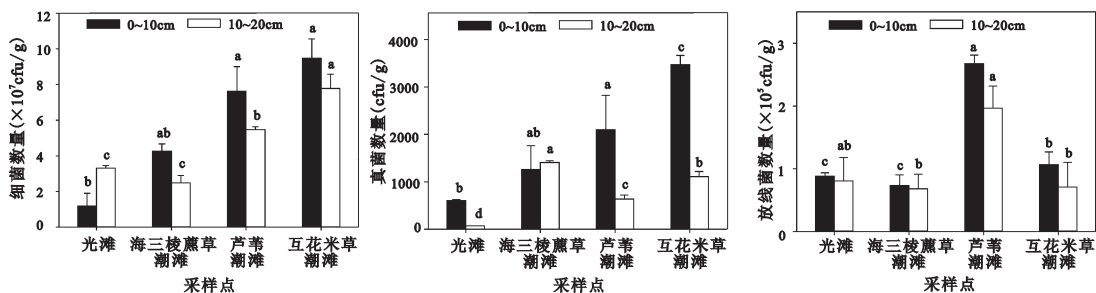 细菌数量(×10⁷cfu/g)
12
10
8
6
4
2
0
0~10cm 10~20cm
b c ab c a b a a
光滩 海三棱藨草潮滩 芦苇潮滩 互花米草潮滩
采样点
真菌数量(cfu/g)
4000
3000
2000
1000
0
0~10cm 10~20cm
b d ab a a c c b
光滩 海三棱藨草潮滩 芦苇潮滩 互花米草潮滩
采样点
放线菌数量(×10⁵cfu/g)
3
2
1
0
0~10cm 10~20cm
c ab c b a a b b
光滩 海三棱藨草潮滩 芦苇潮滩 互花米草潮滩
采样点